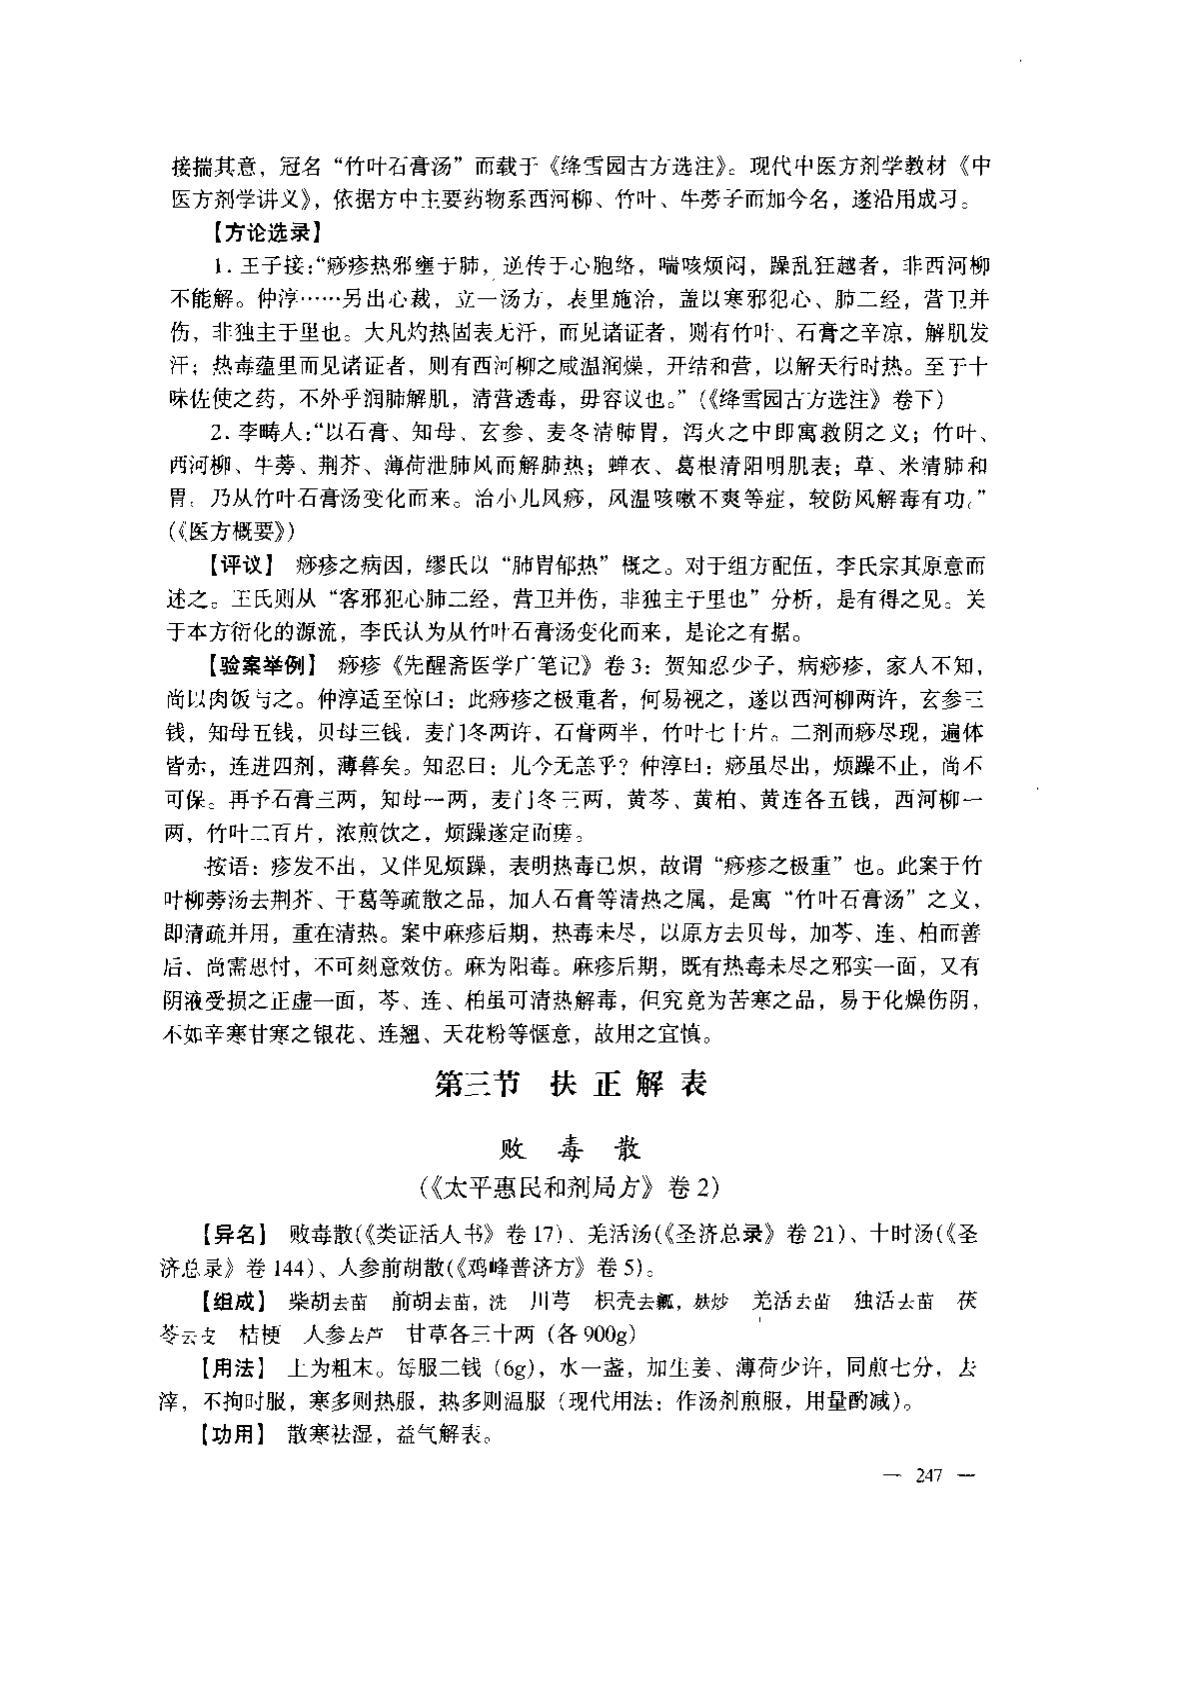 接揣其意，冠名“竹叶石膏汤”而载于《绛雪园古方选注》。现代中医方剂学教材《中
医方剂学讲义》，依据方中主要药物系西河柳、竹叶、牛蒡子而加今名，遂沿用成习。
【方论选录】
1. 王子接：“痧疹热邪壅于肺，逆传于心胞络，喘咳烦闷，躁乱狂越者，非西河柳
不能解。仲淳……另出心裁，立一汤方，表里施治，盖以寒邪犯心、肺二经，营卫并
伤，非独主于里也。大凡灼热固表无汗，而见诸证者，则有竹叶、石膏之辛凉，解肌发
汗；热毒蕴里而见诸证者，则有西河柳之咸温润燥，开结和营，以解天行时热。至于十
味佐使之药，不外乎润肺解肌，清营透毒，毋容议也。”（《绛雪园古方选注》卷下）
2. 李畴人：“以石膏、知母、玄参、麦冬清肺胃，泻火之中即寓救阴之义；竹叶、
西河柳、牛蒡、荆芥、薄荷泄肺风而解肺热；蝉衣、葛根清阳明肌表；草、米清肺和
胃。乃从竹叶石膏汤变化而来。治小儿风痧，风温咳嗽不爽等症，较防风解毒有功。”
（《医方概要》）
【评议】 痧疹之病因，缪氏以“肺胃郁热”概之。对于组方配伍，李氏宗其原意而
述之。王氏则从“客邪犯心肺二经，营卫并伤，非独主于里也”分析，是有得之见。关
于本方衍化的源流，李氏认为从竹叶石膏汤变化而来，是论之有据。
【验案举例】 痧疹《先醒斋医学广笔记》卷 3：贺知忍少子，病痧疹，家人不知，
尚以肉饭与之。仲淳适至惊曰：此痧疹之极重者，何易视之，遂以西河柳两许，玄参三
钱，知母五钱，贝母三钱，麦门冬两许，石膏两半，竹叶七十片。二剂而痧尽现，遍体
皆赤，连进四剂，薄暮矣。知忍曰：儿今无恙乎？仲淳曰：痧虽尽出，烦躁不止，尚不
可保。再予石膏三两，知母一两，麦门冬三两，黄芩、黄柏、黄连各五钱，西河柳一
两，竹叶二百片，浓煎饮之，烦躁遂定而瘥。
按语：疹发不出，又伴见烦躁，表明热毒已炽，故谓“痧疹之极重”也。此案于竹
叶柳蒡汤去荆芥、干葛等疏散之品，加入石膏等清热之属，是寓“竹叶石膏汤”之义，
即清疏并用，重在清热。案中麻疹后期，热毒未尽，以原方去贝母，加芩、连、柏而善
后，尚需思忖，不可刻意效仿。麻为阳毒。麻疹后期，既有热毒未尽之邪实一面，又有
阴液受损之正虚一面，芩、连、柏虽可清热解毒，但究竟为苦寒之品，易于化燥伤阴，
不如辛寒甘寒之银花、连翘、天花粉等惬意，故用之宜慎。
第三节 扶 正 解 表
败 毒 散
（《太平惠民和剂局方》卷 2）
【异名】 败毒散（《类证活人书》卷 17）、羌活汤（《圣济总录》卷 21）、十时汤（《圣
济总录》卷 144）、人参前胡散（《鸡峰普济方》卷 5）。
【组成】 柴胡去苗 前胡去苗，洗 川芎 枳壳去瓤，麸炒 羌活去苗 独活去苗 茯
苓去皮 桔梗 人参去芦 甘草各三十两（各 900g）
【用法】 上为粗末。每服二钱（6g），水一盏，加生姜、薄荷少许，同煎七分，去
滓，不拘时服，寒多则热服，热多则温服（现代用法：作汤剂煎服，用量酌减）。
【功用】 散寒祛湿，益气解表。
— 247 —